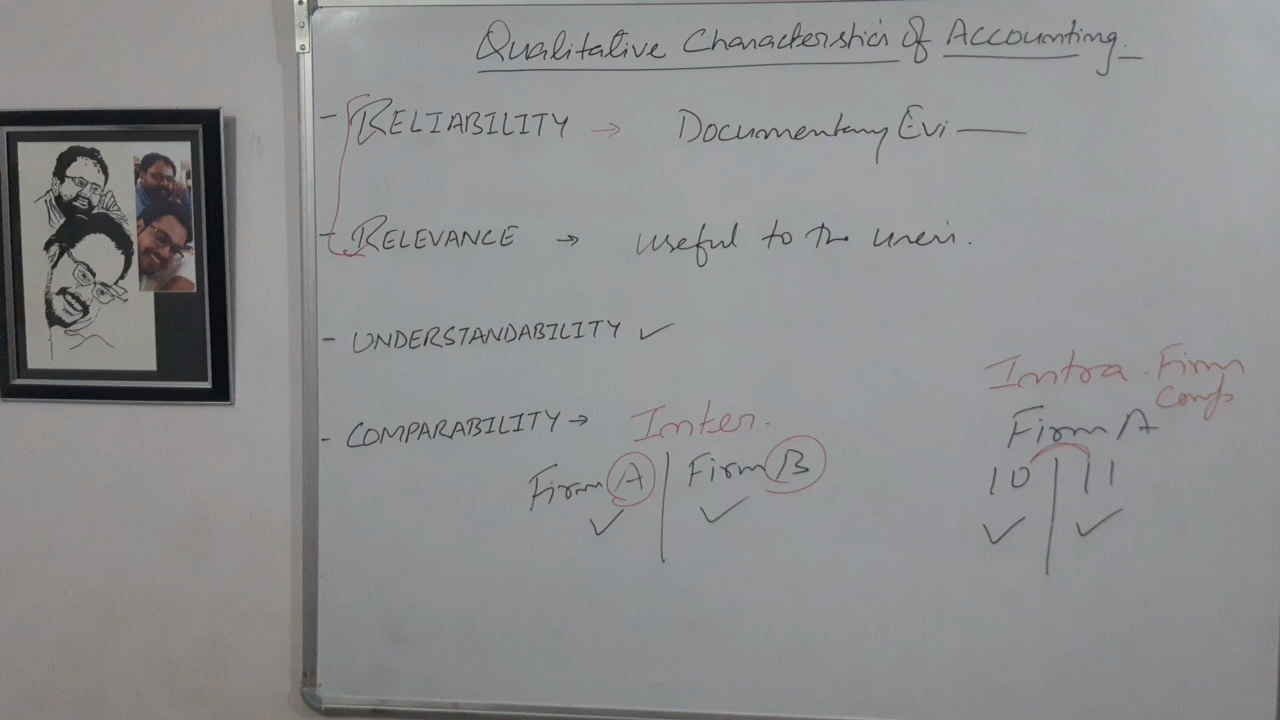 Qualitative Characteristics of Accounting.
- RELIABILITY → Documentary Evi
- RELEVANCE → useful to the users.
- UNDERSTANDABILITY ✓
- COMPARABILITY → Inter.
Firm A | Firm B
✓ ✓
Intra. Firm
Comp
Firm A
10 | 11
✓ ✓